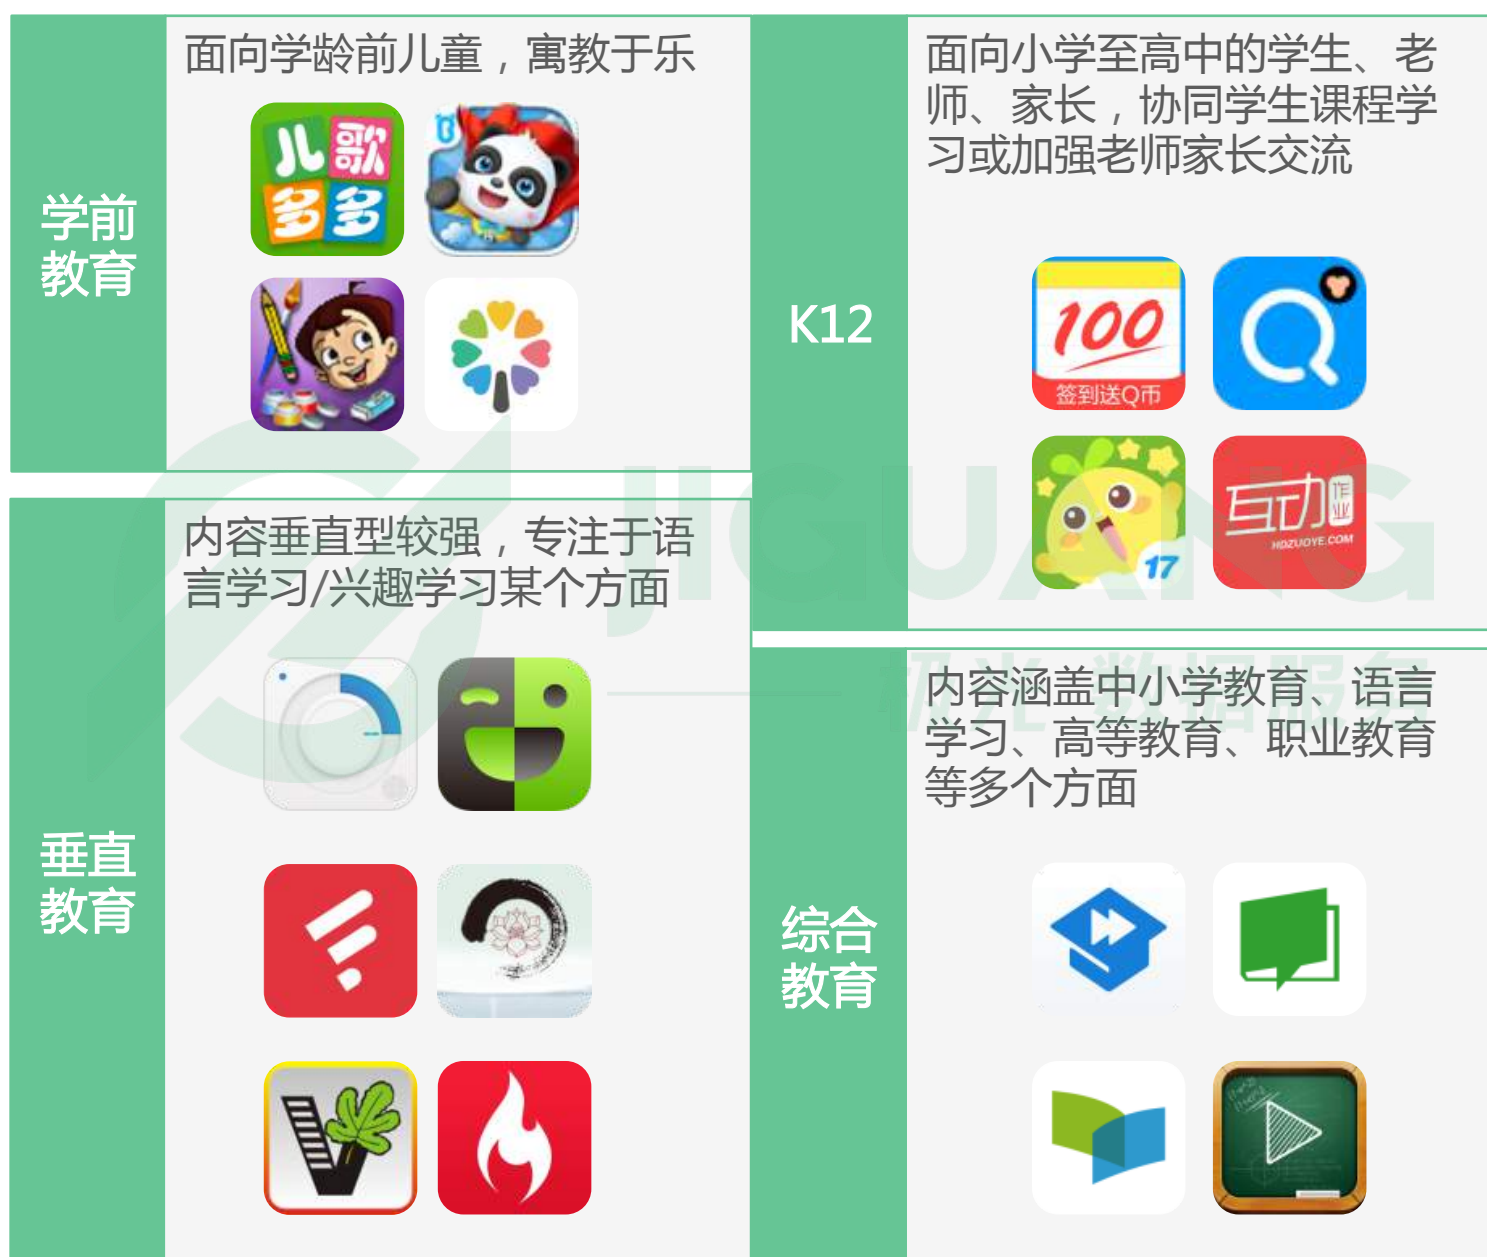 学前
教育
面向学龄前儿童，寓教于乐
儿歌
多多
K12
面向小学至高中的学生、老
师、家长，协同学生课程学
习或加强老师家长交流
100
签到送Q币
17
互动
作业
HDZUOYE.COM
垂直
教育
内容垂直型较强，专注于语
言学习/兴趣学习某个方面
综合
教育
内容涵盖中小学教育、语言
学习、高等教育、职业教育
等多个方面
JIGUANG
极光 数据服务